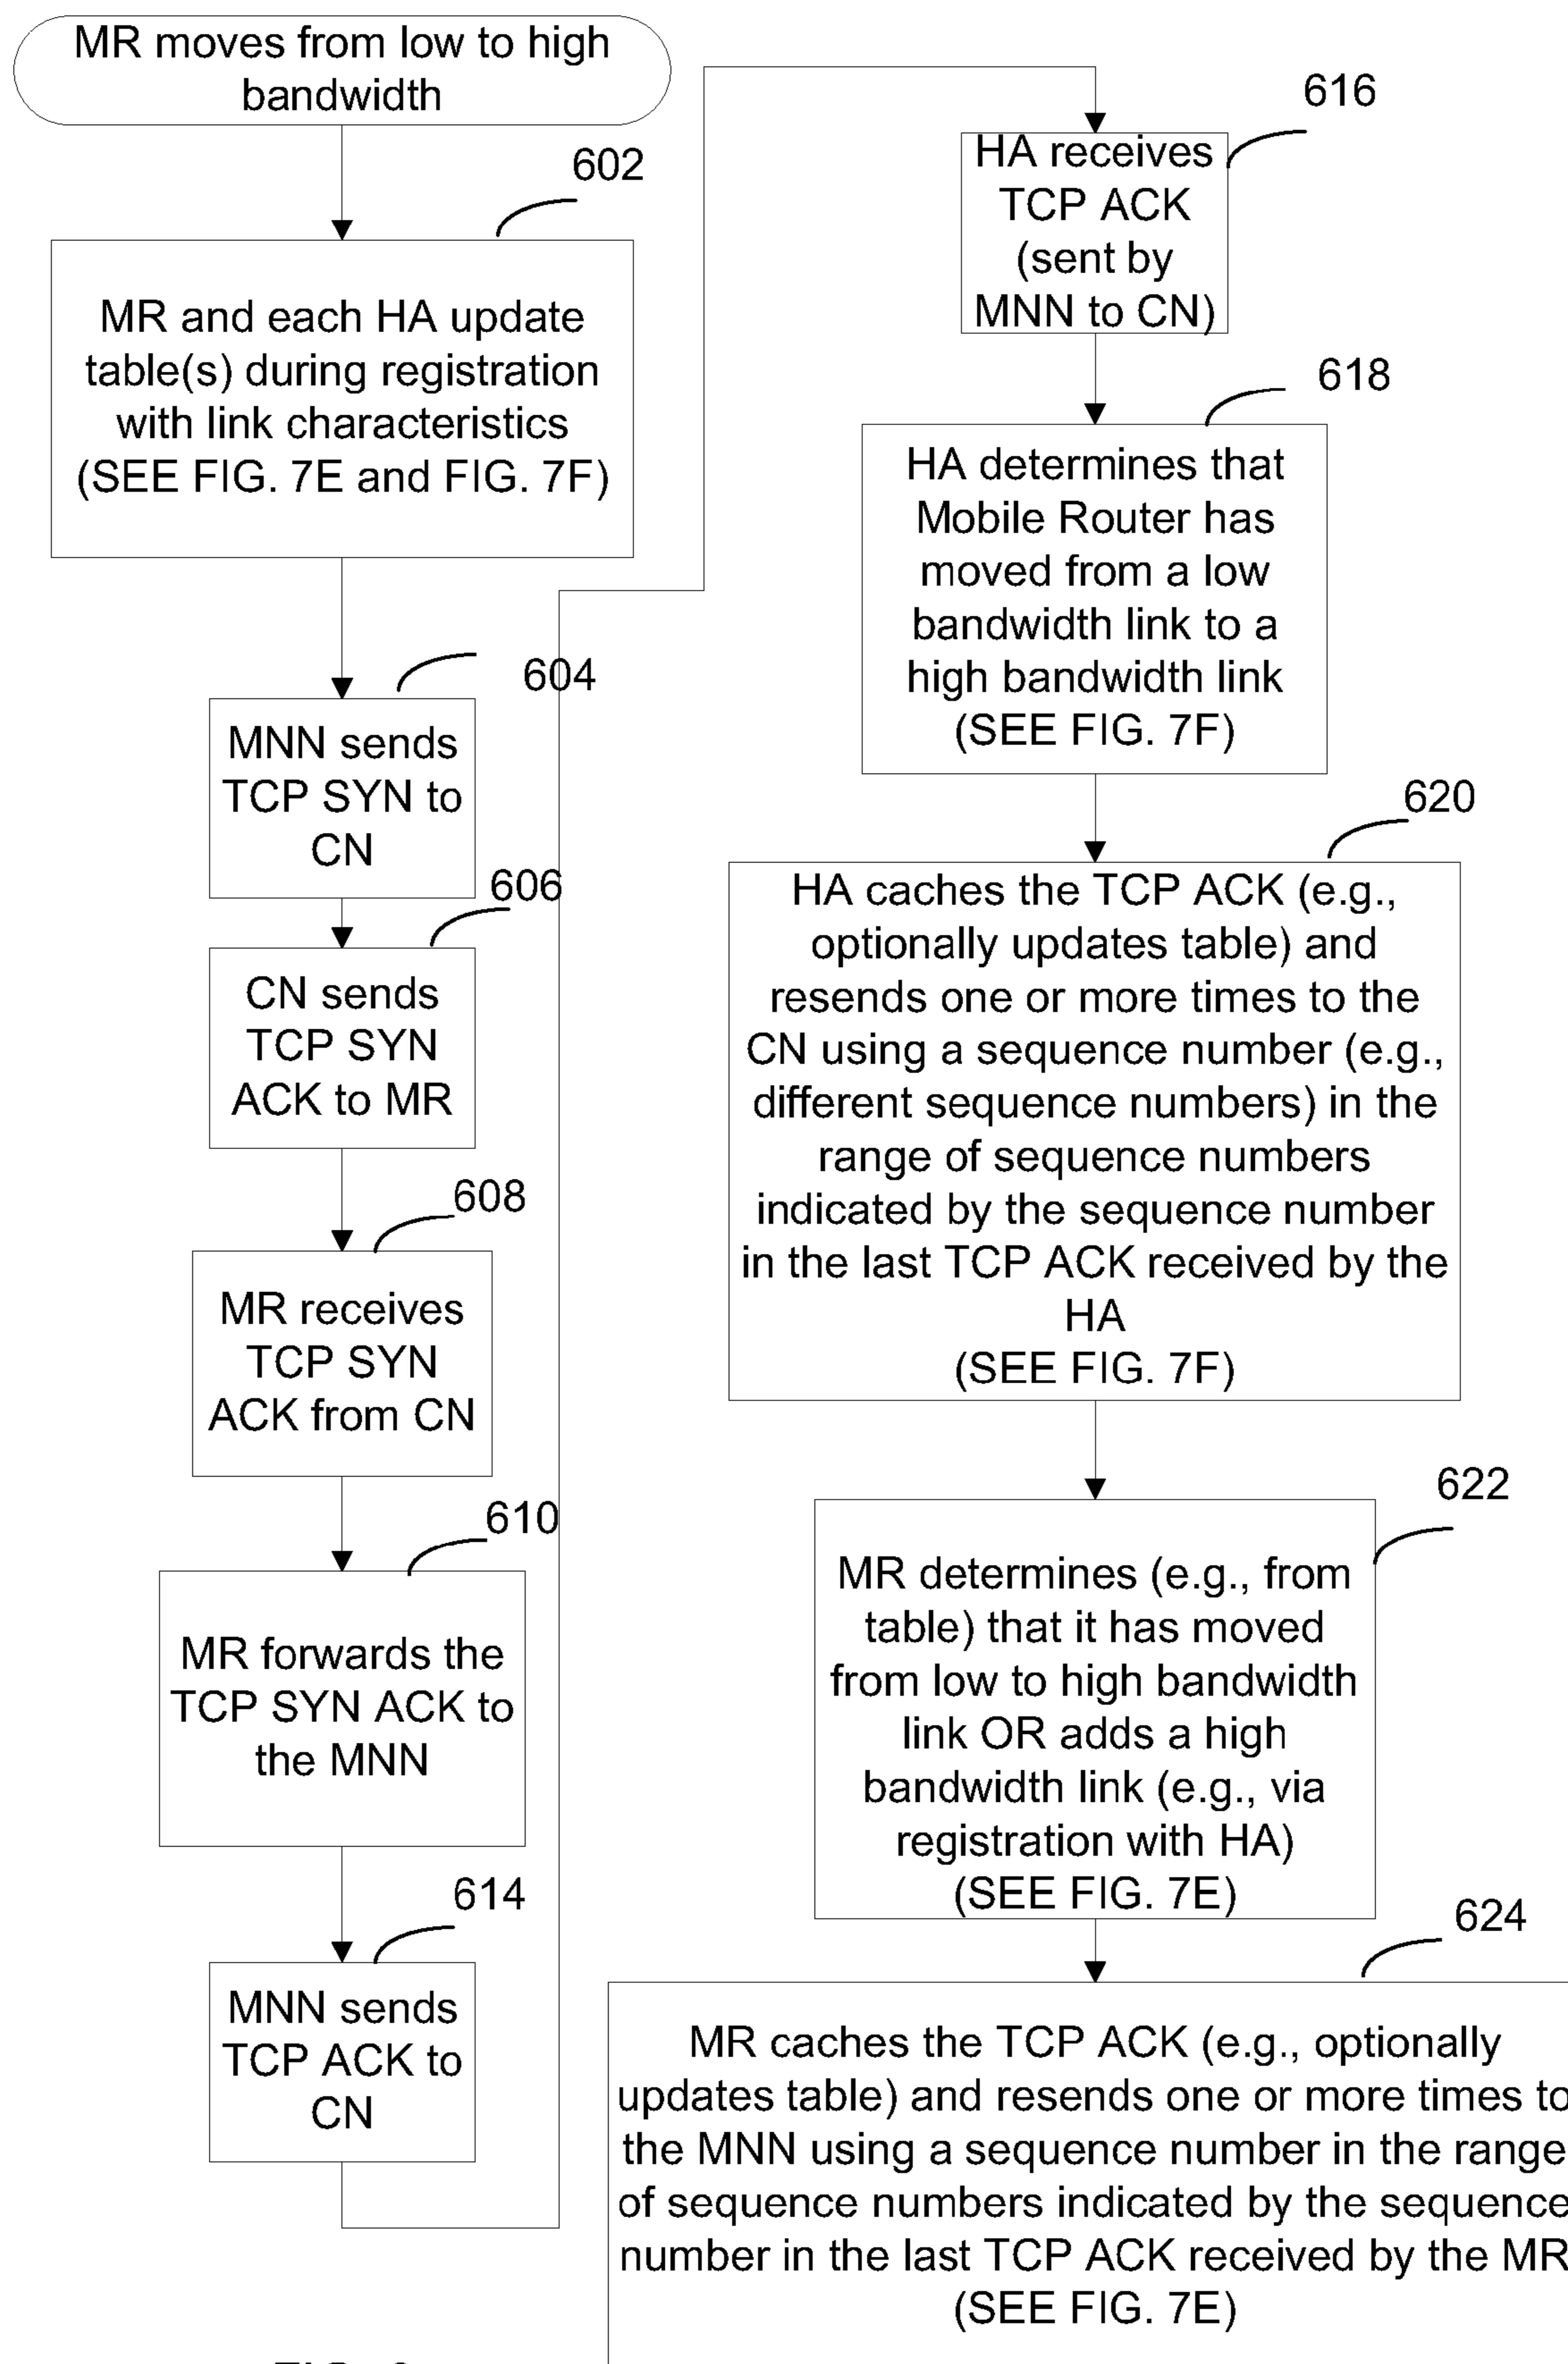 MR moves from low to high
bandwidth
602
MR and each HA update
table(s) during registration
with link characteristics
(SEE FIG. 7E and FIG. 7F)
604
MNN sends
TCP SYN to
CN
606
CN sends
TCP SYN
ACK to MR
608
MR receives
TCP SYN
ACK from CN
610
MR forwards the
TCP SYN ACK to
the MNN
614
MNN sends
TCP ACK to
CN
616
HA receives
TCP ACK
(sent by
MNN to CN)
618
HA determines that
Mobile Router has
moved from a low
bandwidth link to a
high bandwidth link
(SEE FIG. 7F)
620
HA caches the TCP ACK (e.g.,
optionally updates table) and
resends one or more times to the
CN using a sequence number (e.g.,
different sequence numbers) in the
range of sequence numbers
indicated by the sequence number
in the last TCP ACK received by the
HA
(SEE FIG. 7F)
622
MR determines (e.g., from
table) that it has moved
from low to high bandwidth
link OR adds a high
bandwidth link (e.g., via
registration with HA)
(SEE FIG. 7E)
624
MR caches the TCP ACK (e.g., optionally
updates table) and resends one or more times to
the MNN using a sequence number in the range
of sequence numbers indicated by the sequence
number in the last TCP ACK received by the MR
(SEE FIG. 7E)